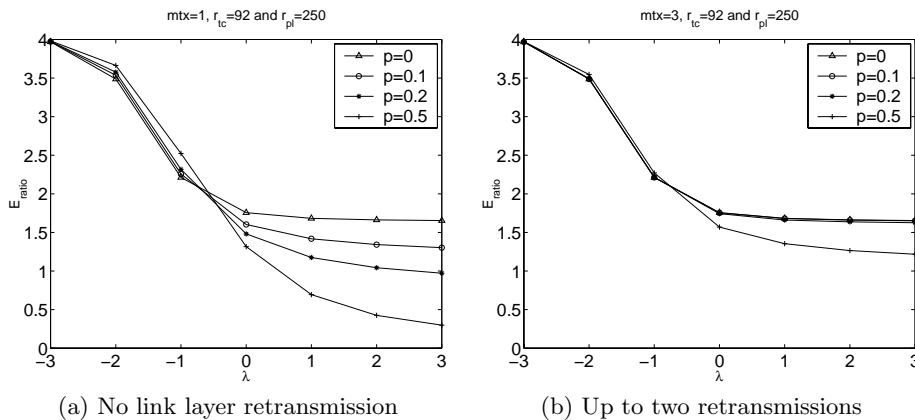 mtx=1, r_tc=92 and r_pl=250
4
3.5
3
2.5
2
1.5
1
0.5
0
E_ratio
−3 −2 −1 0 1 2 3
λ
p=0
p=0.1
p=0.2
p=0.5
(a) No link layer retransmission
mtx=3, r_tc=92 and r_pl=250
4
3.5
3
2.5
2
1.5
1
0.5
0
E_ratio
−3 −2 −1 0 1 2 3
λ
p=0
p=0.1
p=0.2
p=0.5
(b) Up to two retransmissions